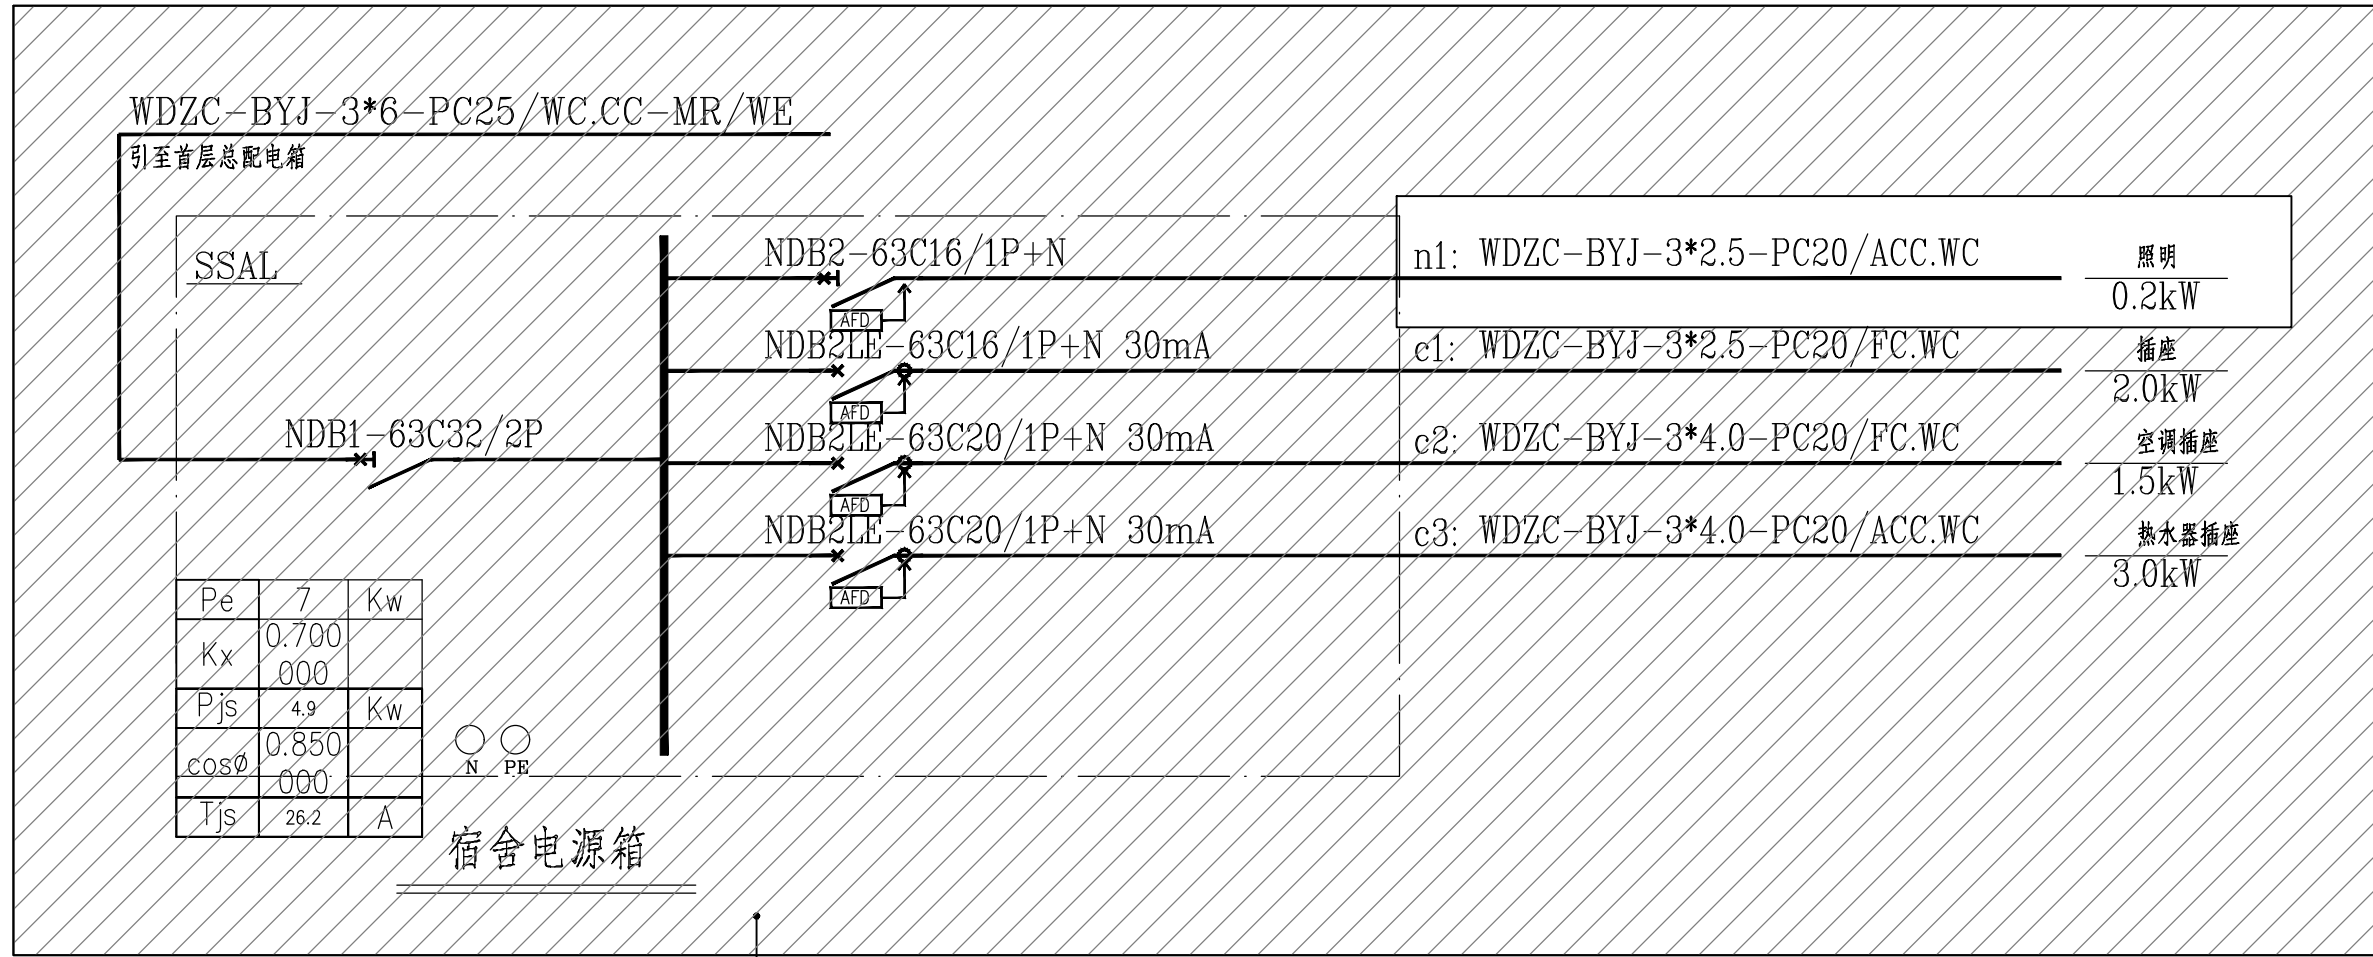 WDZC-BYJ-3*6-PC25/WC.CC-MR/WE
引至首层总配电箱
SSAL
NDB1-63C32/2P
NDB2-63C16/1P+N
AFD
n1: WDZC-BYJ-3*2.5-PC20/ACC.WC
照明
0.2kW
NDB2LE-63C16/1P+N 30mA
AFD
c1: WDZC-BYJ-3*2.5-PC20/FC.WC
插座
2.0kW
NDB2LE-63C20/1P+N 30mA
AFD
c2: WDZC-BYJ-3*4.0-PC20/FC.WC
空调插座
1.5kW
NDB2LE-63C20/1P+N 30mA
AFD
c3: WDZC-BYJ-3*4.0-PC20/ACC.WC
热水器插座
3.0kW
Pe 7 Kw
Kx 0.700
000
Pjs 4.9 Kw
cosø 0.850
000
Tjs 26.2 A
N PE
宿舍电源箱